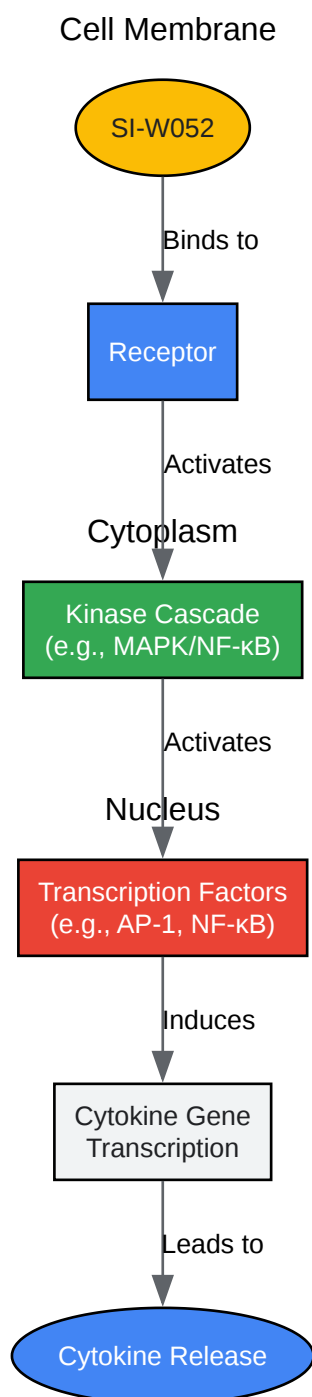 Cell Membrane
SI-W052
Binds to
Receptor
Activates
Cytoplasm
Kinase Cascade
(e.g., MAPK/NF-κB)
Activates
Nucleus
Transcription Factors
(e.g., AP-1, NF-κB)
Induces
Cytokine Gene
Transcription
Leads to
Cytokine Release